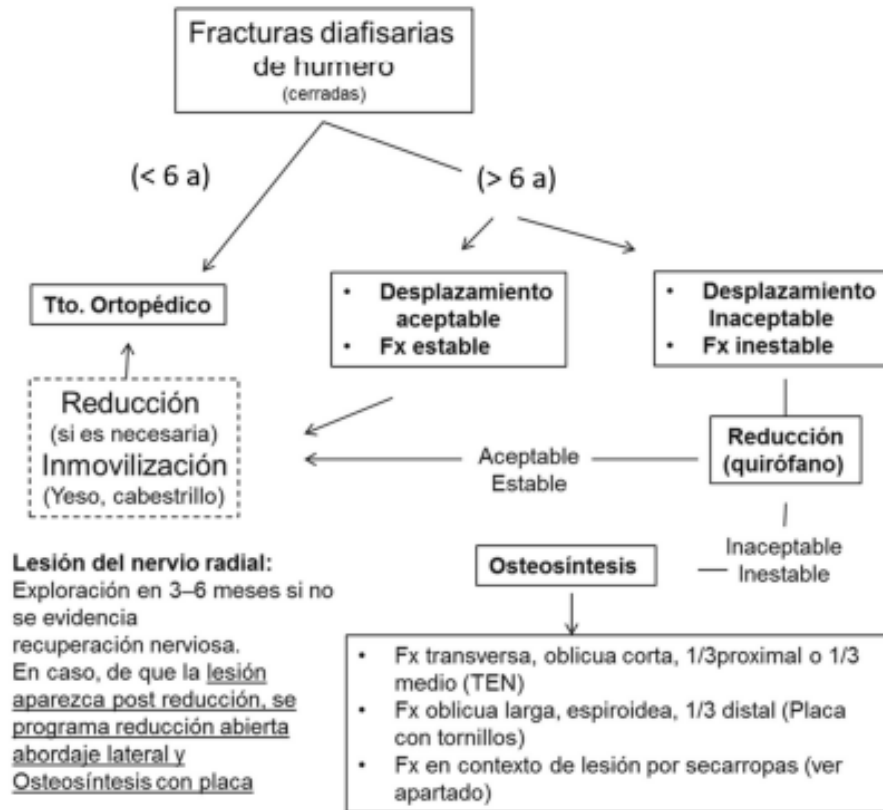 Fracturas diafisarias
de humero
(cerradas)
(< 6 a)
(> 6 a)
Tto. Ortopédico
• Desplazamiento
aceptable
• Fx estable
• Desplazamiento
Inaceptable
• Fx inestable
Reducción
(si es necesaria)
Inmovilización
(Yeso, cabestrillo)
Aceptable
Estable
Reducción
(quirófano)
Inaceptable
Inestable
Osteosíntesis
Lesión del nervio radial:
Exploración en 3–6 meses si no
se evidencia
recuperación nerviosa.
En caso, de que la lesión
aparezca post reducción, se
programa reducción abierta
abordaje lateral y
Osteosíntesis con placa
• Fx transversa, oblicua corta, 1/3proximal o 1/3
medio (TEN)
• Fx oblicua larga, espiroidea, 1/3 distal (Placa
con tornillos)
• Fx en contexto de lesión por secarropas (ver
apartado)